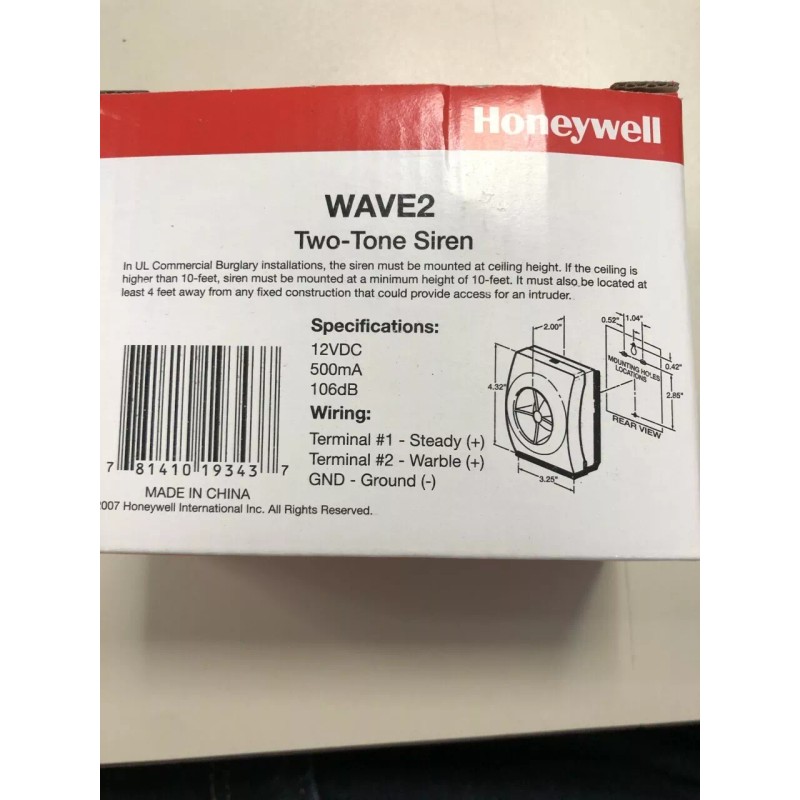 Honeywell
WAVE2
Two-Tone Siren
In UL Commercial Burglary installations, the siren must be mounted at ceiling height. If the ceiling is
higher than 10-feet, siren must be mounted at a minimum height of 10-feet. It must also be located at
least 4 feet away from any fixed construction that could provide access for an intruder.
Specifications:
12VDC
500mA
106dB
Wiring:
Terminal #1 - Steady (+)
Terminal #2 - Warble (+)
GND - Ground (-)
2.00"
4.32"
3.25"
0.52"
1.04"
0.42"
2.85"
MOUNTING HOLES
LOCATIONS
REAR VIEW
7 81410 19343 7
MADE IN CHINA
2007 Honeywell International Inc. All Rights Reserved.